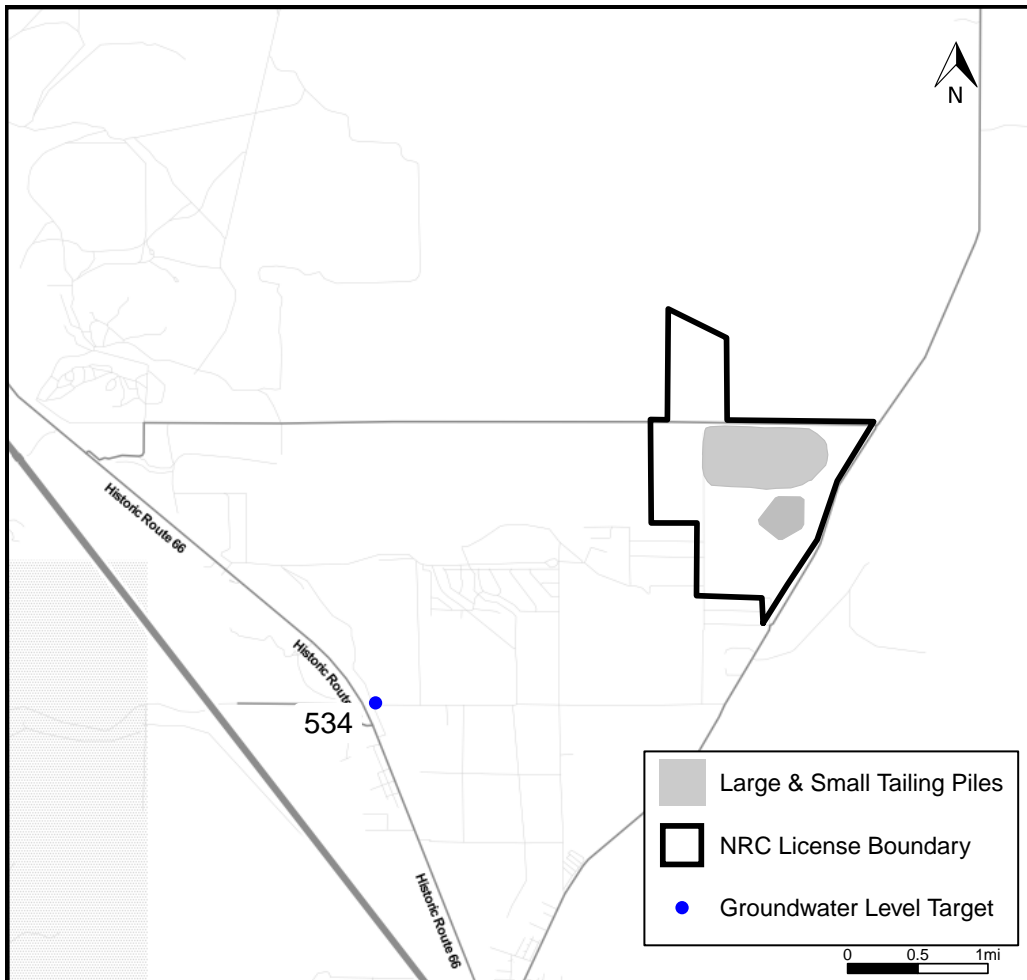 N
Historic Route 66
Historic Route
534
Historic Route 66
Large & Small Tailing Piles
NRC License Boundary
Groundwater Level Target
0 0.5 1mi